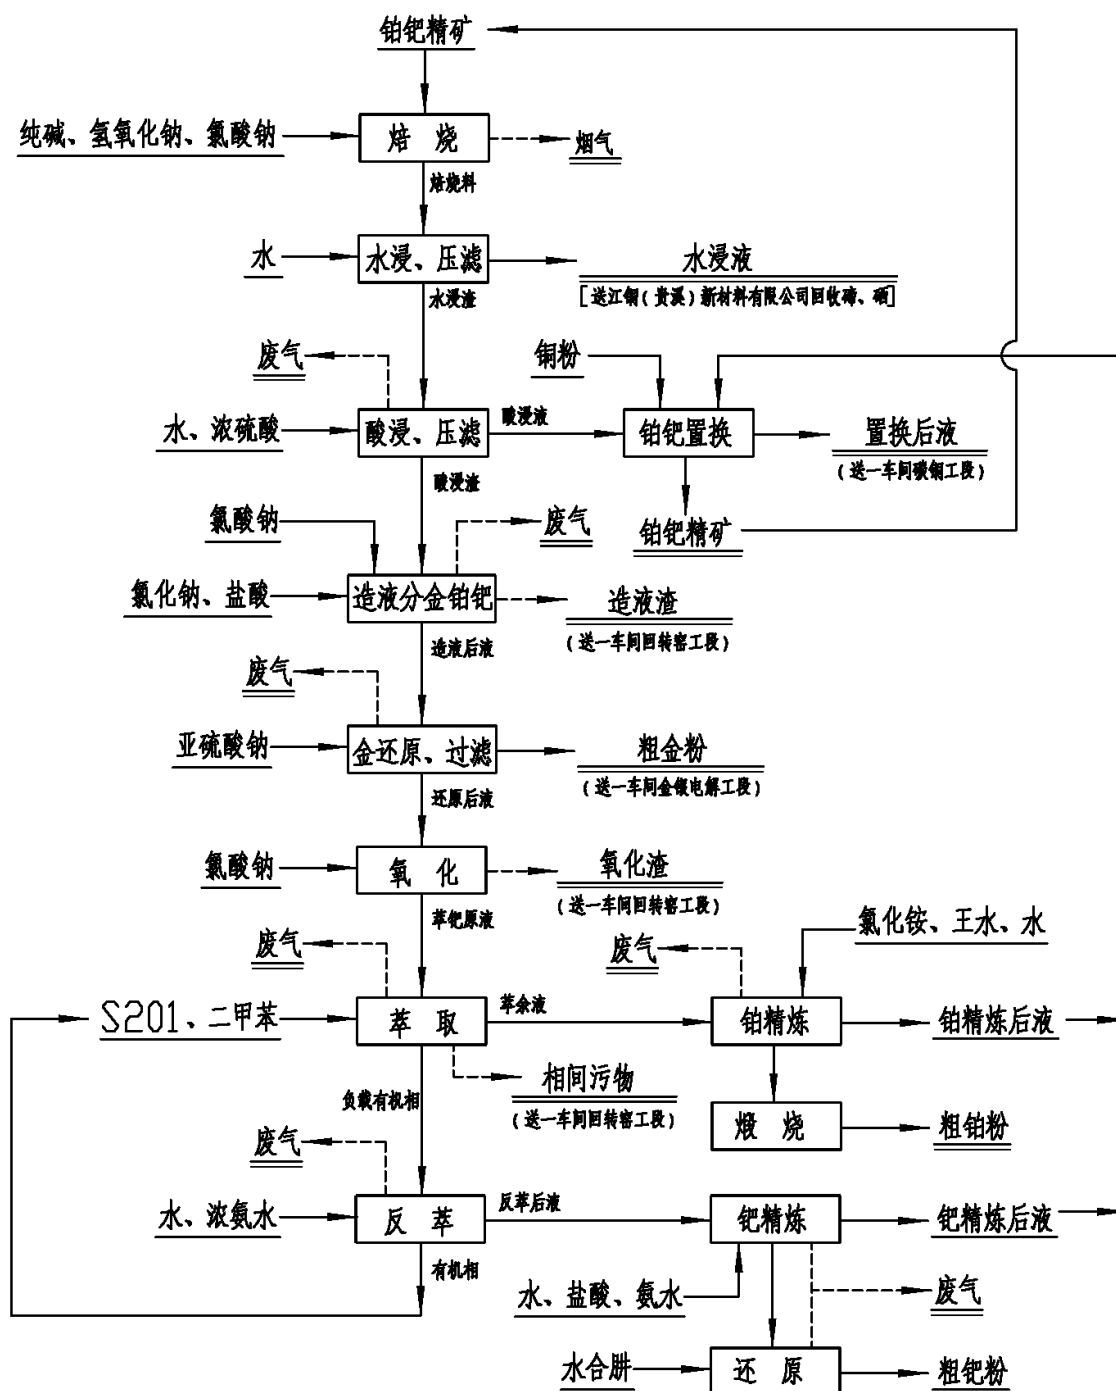 铂钯精矿
纯碱、氢氧化钠、氯酸钠
焙 烧
烟气
焙烧料
水
水浸、压滤
水浸液
[送江铜(贵溪)新材料有限公司回收碲、硒]
水浸渣
废气
铜粉
水、浓硫酸
酸浸、压滤
酸浸液
铂钯置换
置换后液
(送一车间碳铜工段)
酸浸渣
氯酸钠
废气
铂钯精矿
氯化钠、盐酸
造液分金铂钯
造液渣
(送一车间回转窑工段)
造液后液
废气
亚硫酸钠
金还原、过滤
粗金粉
(送一车间金银电解工段)
还原后液
氯酸钠
氧 化
氧化渣
(送一车间回转窑工段)
萃钯原液
氯化铵、王水、水
废气
废气
S201、二甲苯
萃 取
萃余液
铂精炼
铂精炼后液
相间污物
(送一车间回转窑工段)
负载有机相
煅 烧
粗铂粉
废气
水、浓氨水
反 萃
反萃后液
钯精炼
钯精炼后液
有机相
水、盐酸、氨水
废气
水合肼
还 原
粗钯粉